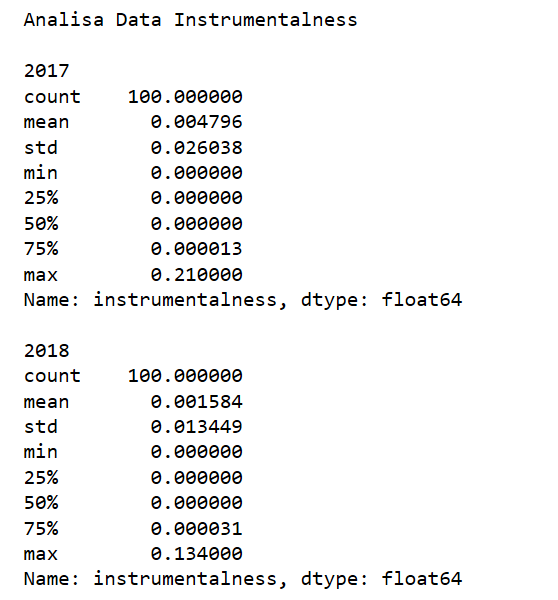 Analisa Data Instrumentalness
2017
count    100.000000
mean       0.004796
std        0.026038
min        0.000000
25%        0.000000
50%        0.000000
75%        0.000013
max        0.210000
Name: instrumentalness, dtype: float64
2018
count    100.000000
mean       0.001584
std        0.013449
min        0.000000
25%        0.000000
50%        0.000000
75%        0.000031
max        0.134000
Name: instrumentalness, dtype: float64